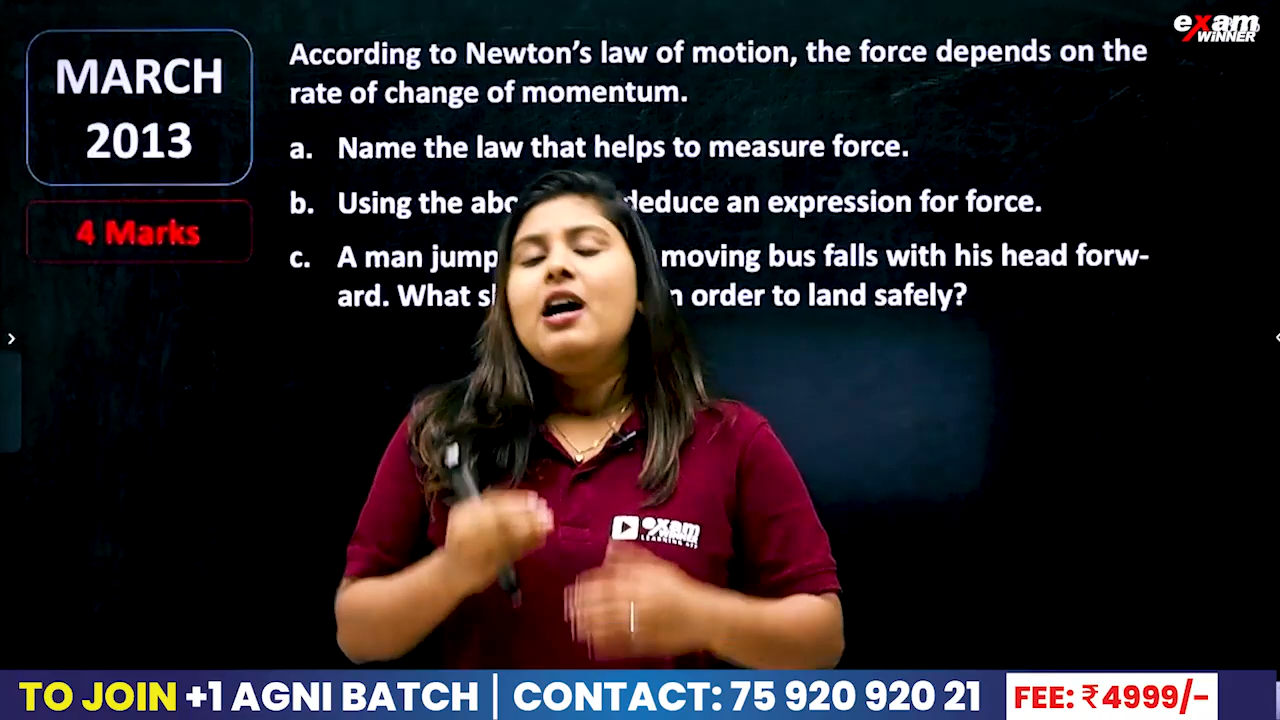 exam
WINNER
MARCH
2013
4 Marks
According to Newton's law of motion, the force depends on the
rate of change of momentum.
a. Name the law that helps to measure force.
b. Using the deduce an expression for force.
c. A man moving bus falls with his head forw-
ard. What order to land safely?
exam
WINNER
LEARNING APP
TO JOIN +1 AGNI BATCH | CONTACT: 75 920 920 21 FEE: ₹4999/-